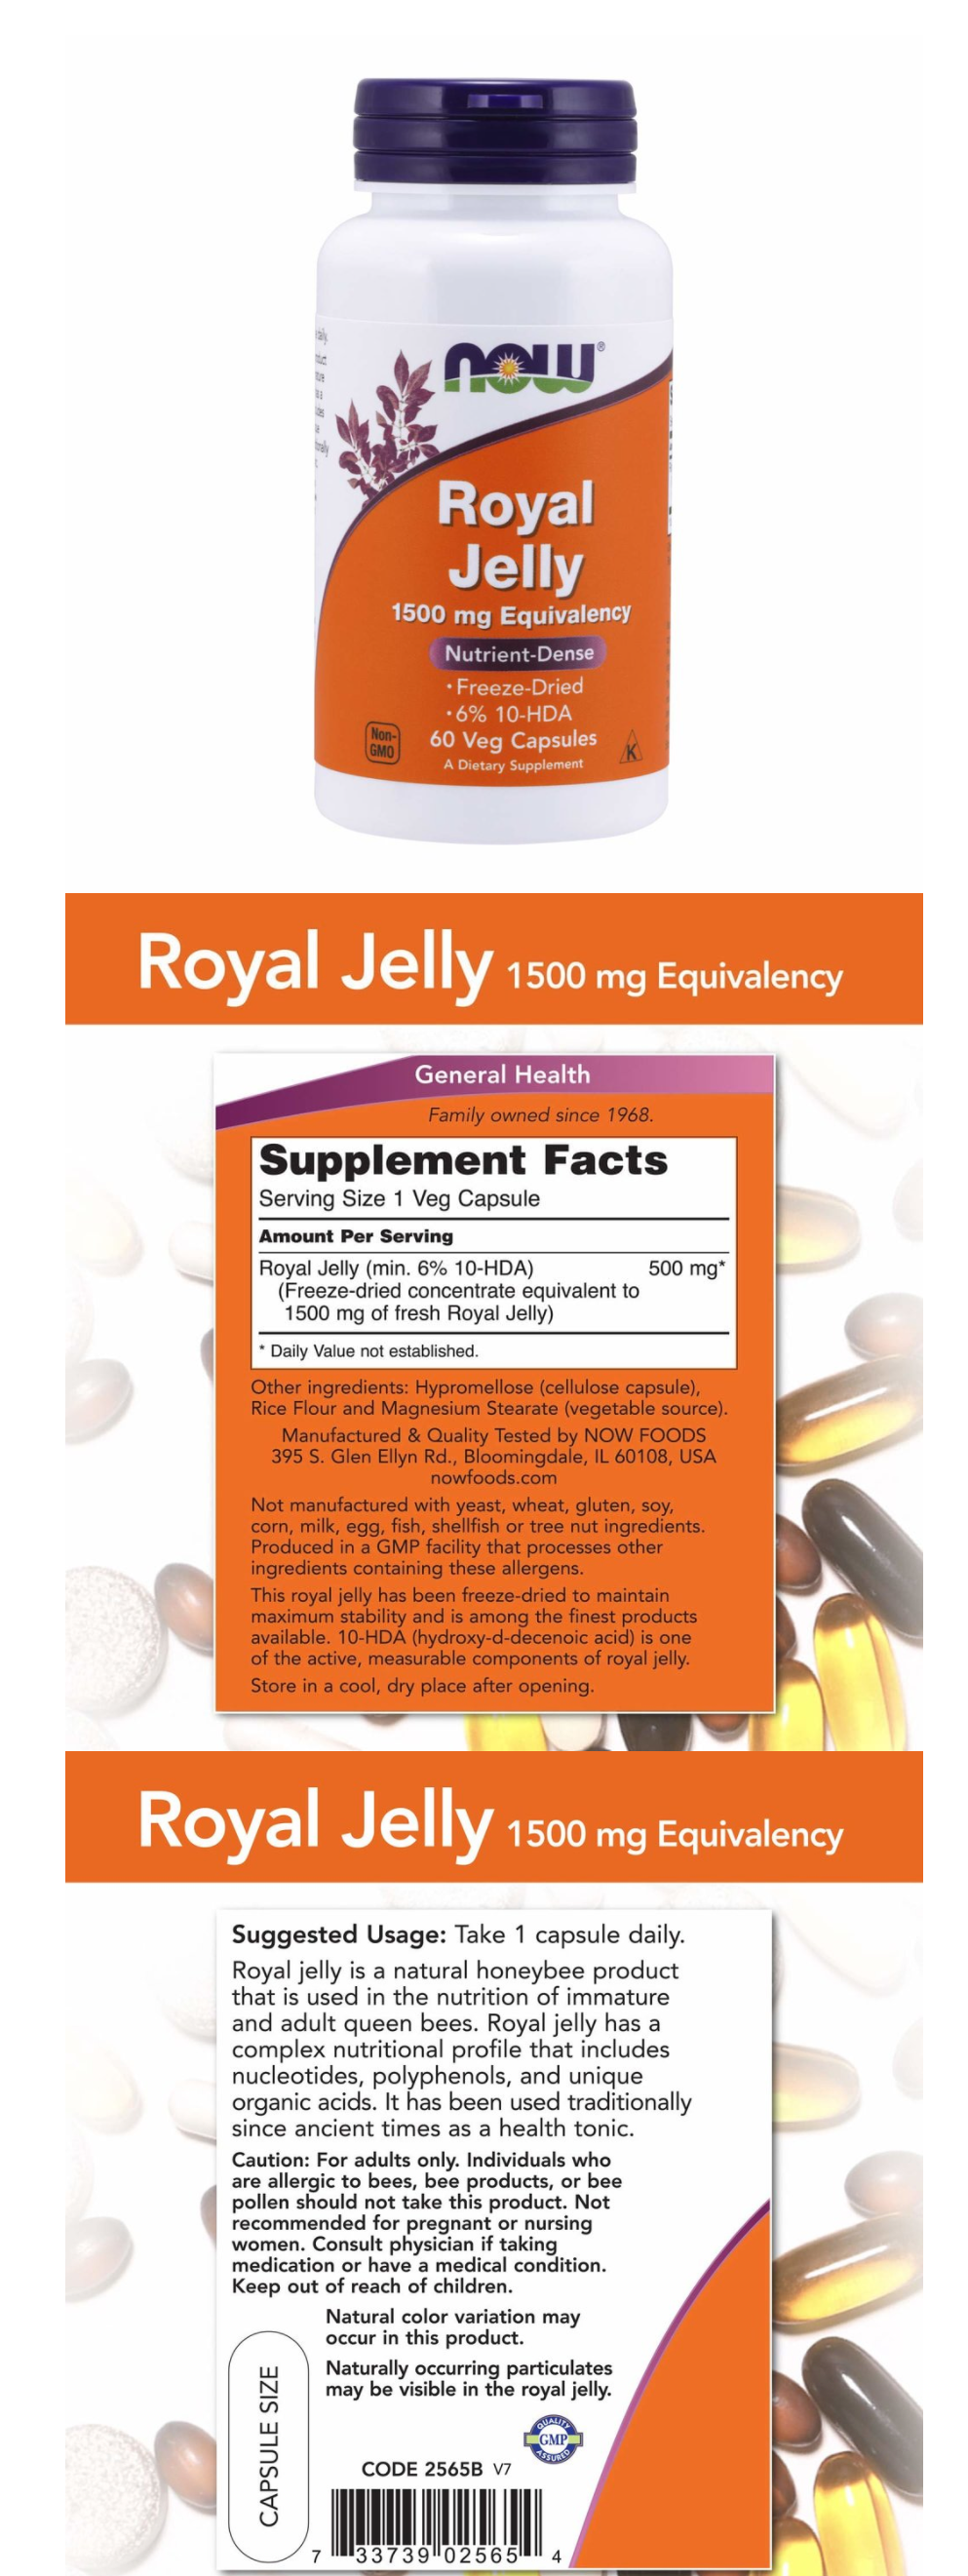 now®
Royal
Jelly
1500 mg Equivalency
Nutrient-Dense
• Freeze-Dried
• 6% 10-HDA
60 Veg Capsules
A Dietary Supplement
Non-
GMO
K
daily.
Royal Jelly 1500 mg Equivalency
General Health
Family owned since 1968.
Supplement Facts
Serving Size 1 Veg Capsule
Amount Per Serving
Royal Jelly (min. 6% 10-HDA) 500 mg*
(Freeze-dried concentrate equivalent to
1500 mg of fresh Royal Jelly)
* Daily Value not established.
Other ingredients: Hypromellose (cellulose capsule),
Rice Flour and Magnesium Stearate (vegetable source).
Manufactured & Quality Tested by NOW FOODS
395 S. Glen Ellyn Rd., Bloomingdale, IL 60108, USA
nowfoods.com
Not manufactured with yeast, wheat, gluten, soy,
corn, milk, egg, fish, shellfish or tree nut ingredients.
Produced in a GMP facility that processes other
ingredients containing these allergens.
This royal jelly has been freeze-dried to maintain
maximum stability and is among the finest products
available. 10-HDA (hydroxy-d-decenoic acid) is one
of the active, measurable components of royal jelly.
Store in a cool, dry place after opening.
Royal Jelly 1500 mg Equivalency
Suggested Usage: Take 1 capsule daily.
Royal jelly is a natural honeybee product
that is used in the nutrition of immature
and adult queen bees. Royal jelly has a
complex nutritional profile that includes
nucleotides, polyphenols, and unique
organic acids. It has been used traditionally
since ancient times as a health tonic.
Caution: For adults only. Individuals who
are allergic to bees, bee products, or bee
pollen should not take this product. Not
recommended for pregnant or nursing
women. Consult physician if taking
medication or have a medical condition.
Keep out of reach of children.
Natural color variation may
occur in this product.
Naturally occurring particulates
may be visible in the royal jelly.
CAPSULE SIZE
QUALITY
GMP
ASSURED
CODE 2565B V7
7 33739 02565 4